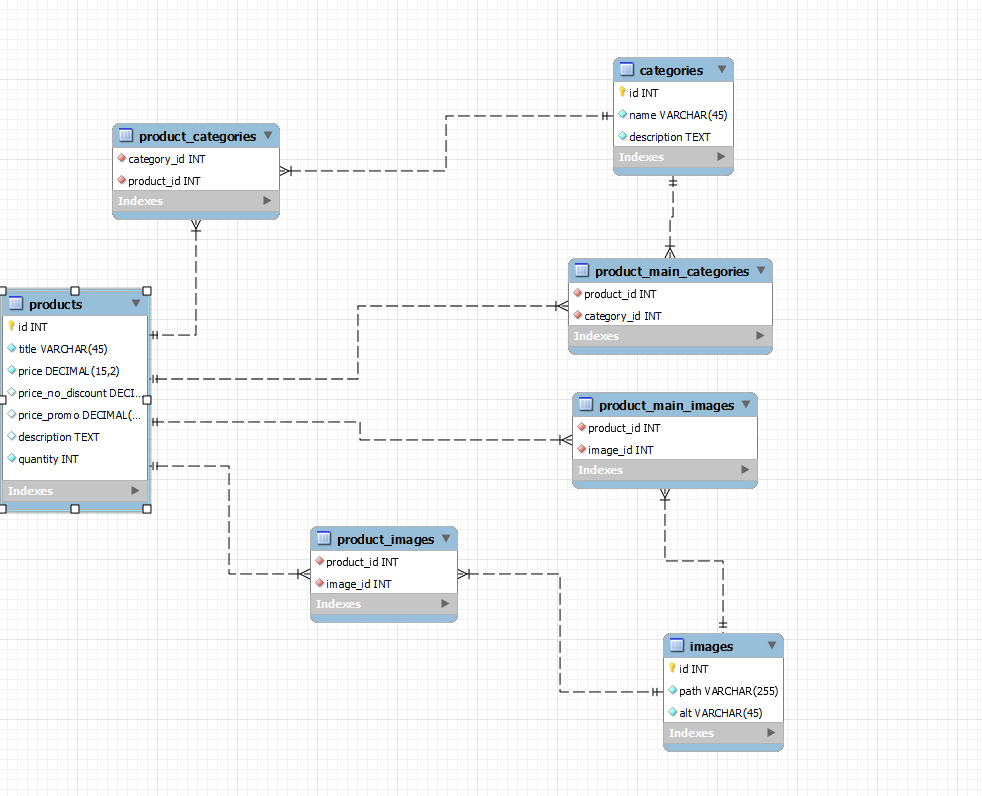 categories
id INT
name VARCHAR(45)
description TEXT
Indexes
product_categories
category_id INT
product_id INT
Indexes
product_main_categories
product_id INT
category_id INT
Indexes
products
id INT
title VARCHAR(45)
price DECIMAL(15,2)
price_no_discount DECI...
price_promo DECIMAL(...
description TEXT
quantity INT
Indexes
product_main_images
product_id INT
image_id INT
Indexes
product_images
product_id INT
image_id INT
Indexes
images
id INT
path VARCHAR(255)
alt VARCHAR(45)
Indexes